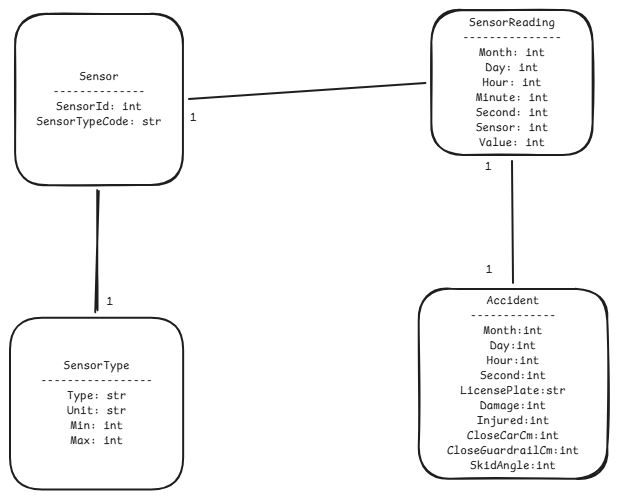 Sensor
--------------
SensorId: int
SensorTypeCode: str
1
SensorReading
---------------
Month: int
Day: int
Hour: int
Minute: int
Second: int
Sensor: int
Value: int
1
1
1
SensorType
-----------------
Type: str
Unit: str
Min: int
Max: int
Accident
-------------
Month:int
Day:int
Hour:int
Second:int
LicensePlate:str
Damage:int
Injured:int
CloseCarCm:int
CloseGuardrailCm:int
SkidAngle:int